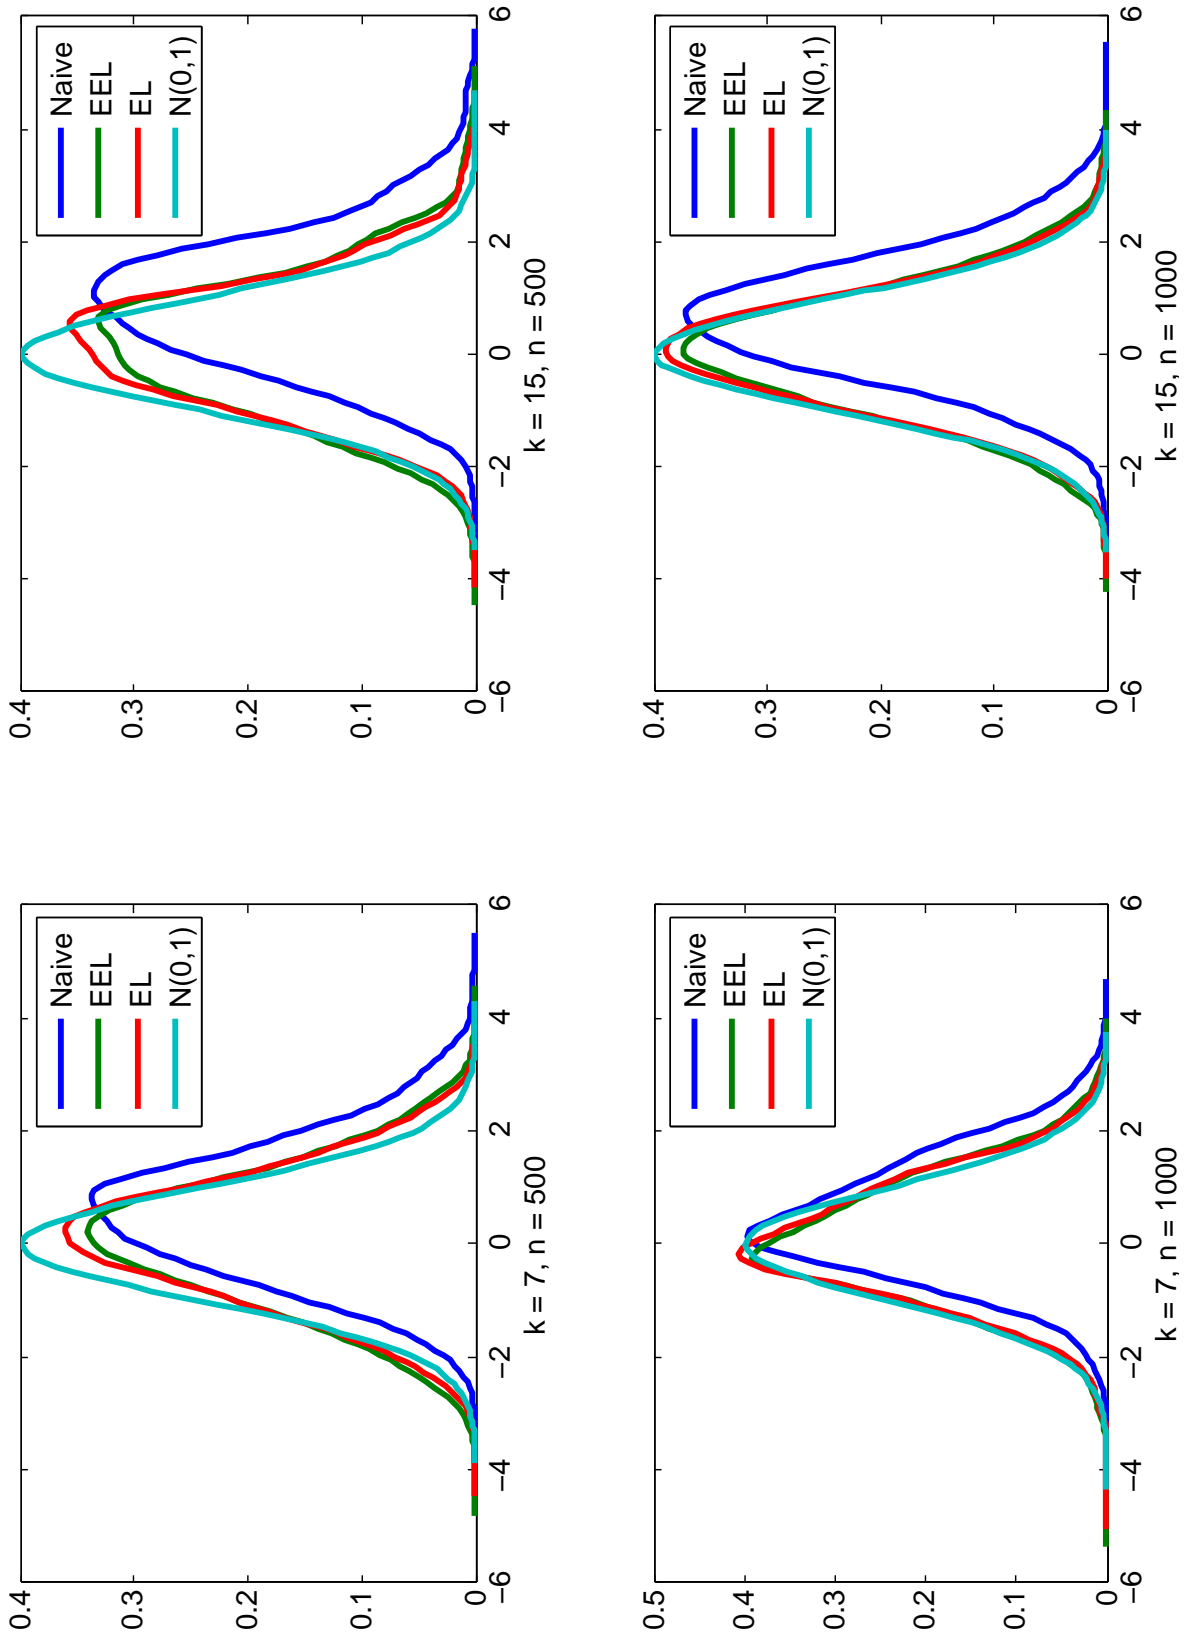 0.4
0.3
0.2
0.1
0
−6
−4
−2
0
2
4
6
k = 7, n = 500
Naive
EEL
EL
N(0,1)
0.4
0.3
0.2
0.1
0
−6
−4
−2
0
2
4
6
k = 15, n = 500
Naive
EEL
EL
N(0,1)
0.5
0.4
0.3
0.2
0.1
0
−6
−4
−2
0
2
4
6
k = 7, n = 1000
Naive
EEL
EL
N(0,1)
0.4
0.3
0.2
0.1
0
−6
−4
−2
0
2
4
6
k = 15, n = 1000
Naive
EEL
EL
N(0,1)